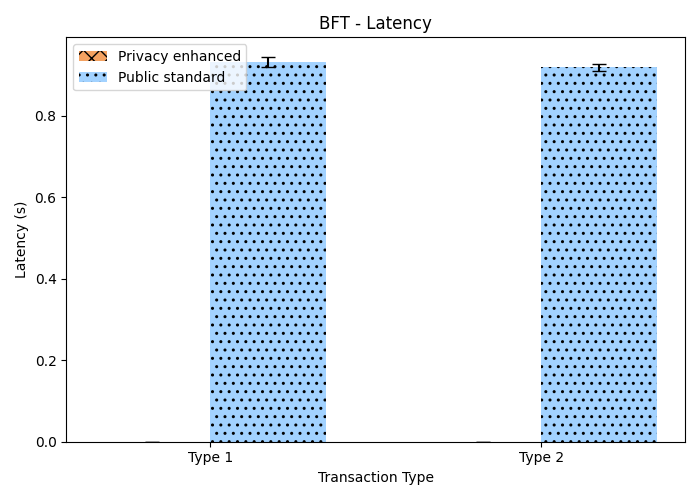 BFT - Latency
Privacy enhanced
Public standard
Latency (s)
0.8
0.6
0.4
0.2
0.0
Type 1
Type 2
Transaction Type